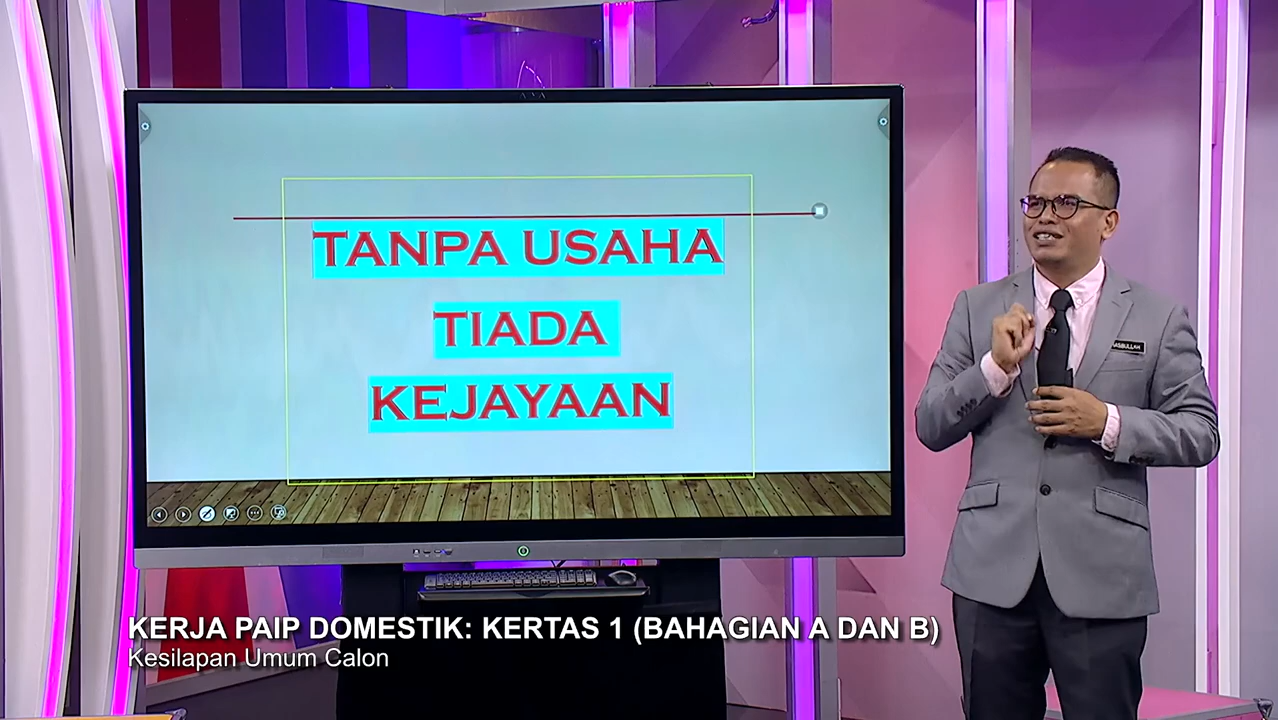 TANPA USAHA
TIADA
KEJAYAAN
KERJA PAIP DOMESTIK: KERTAS 1 (BAHAGIAN A DAN B)
Kesilapan Umum Calon